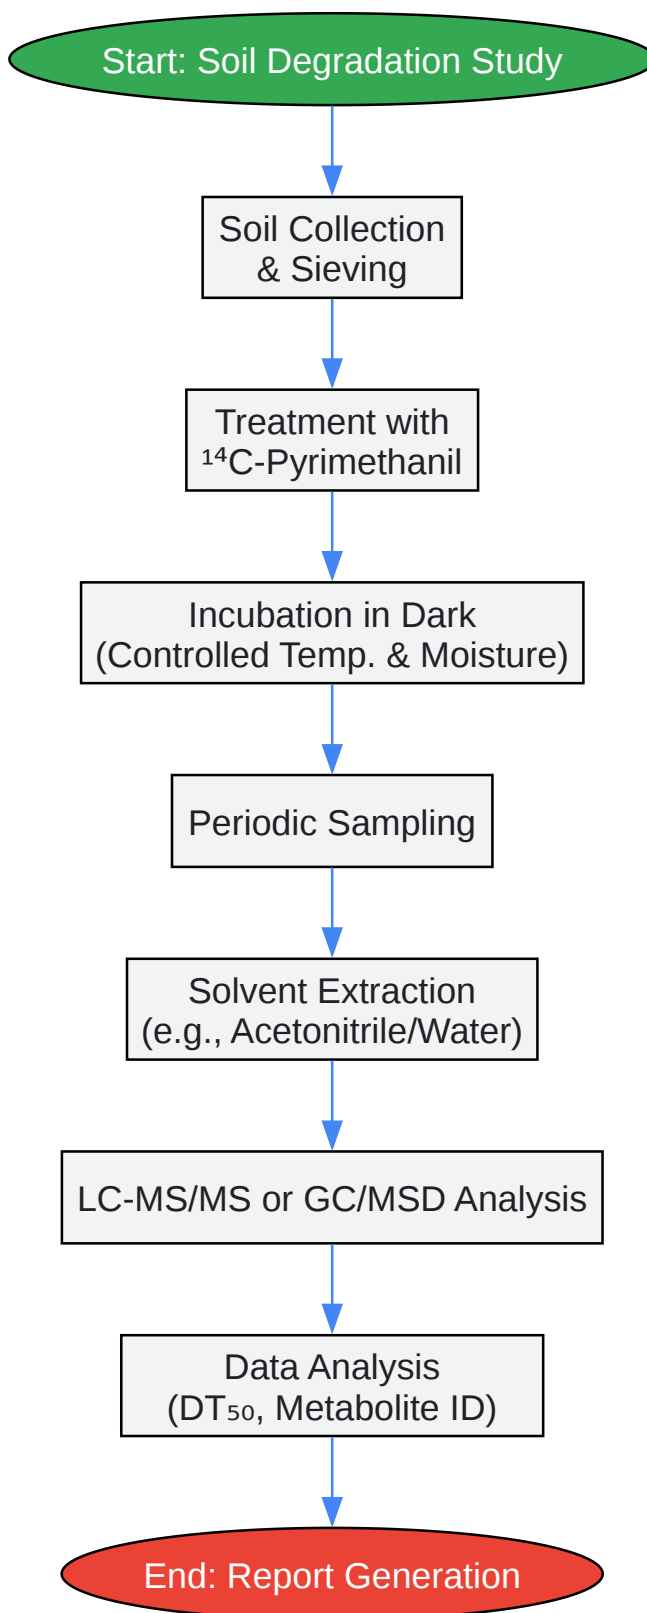 Start: Soil Degradation Study
Soil Collection
& Sieving
Treatment with
¹⁴C-Pyrimethanil
Incubation in Dark
(Controlled Temp. & Moisture)
Periodic Sampling
Solvent Extraction
(e.g., Acetonitrile/Water)
LC-MS/MS or GC/MSD Analysis
Data Analysis
(DT₅₀, Metabolite ID)
End: Report Generation